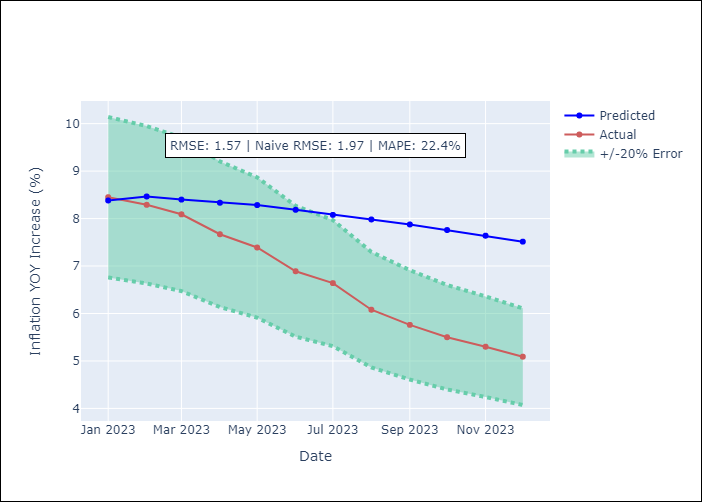 RMSE: 1.57 | Naive RMSE: 1.97 | MAPE: 22.4%
Predicted
Actual
+/-20% Error
Inflation YOY Increase (%)
10
9
8
7
6
5
4
Jan 2023
Mar 2023
May 2023
Jul 2023
Sep 2023
Nov 2023
Date